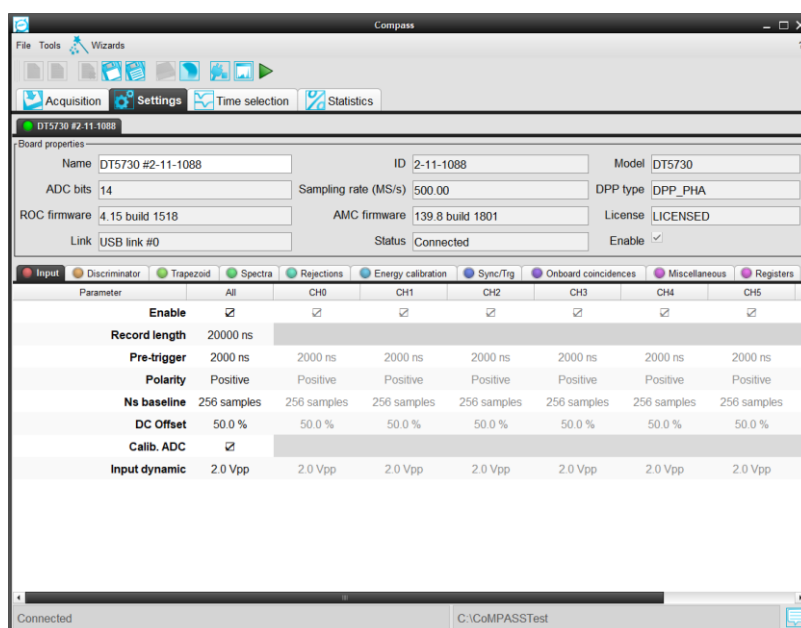 Compass
File Tools Wizards ?
Acquisition Settings Time selection Statistics
DT5730 #2-11-1088
Board properties
Name DT5730 #2-11-1088 ID 2-11-1088 Model DT5730
ADC bits 14 Sampling rate (MS/s) 500.00 DPP type DPP_PHA
ROC firmware 4.15 build 1518 AMC firmware 139.8 build 1801 License LICENSED
Link USB link #0 Status Connected Enable
Input Discriminator Trapezoid Spectra Rejections Energy calibration Sync/Trg Onboard coincidences Miscellaneous Registers
Parameter All CH0 CH1 CH2 CH3 CH4 CH5
Enable
Record length 20000 ns
Pre-trigger 2000 ns 2000 ns 2000 ns 2000 ns 2000 ns 2000 ns 2000 ns
Polarity Positive Positive Positive Positive Positive Positive Positive
Ns baseline 256 samples 256 samples 256 samples 256 samples 256 samples 256 samples 256 samples
DC Offset 50.0 % 50.0 % 50.0 % 50.0 % 50.0 % 50.0 % 50.0 %
Calib. ADC
Input dynamic 2.0 Vpp 2.0 Vpp 2.0 Vpp 2.0 Vpp 2.0 Vpp 2.0 Vpp 2.0 Vpp
Connected C:\CoMPASSTest